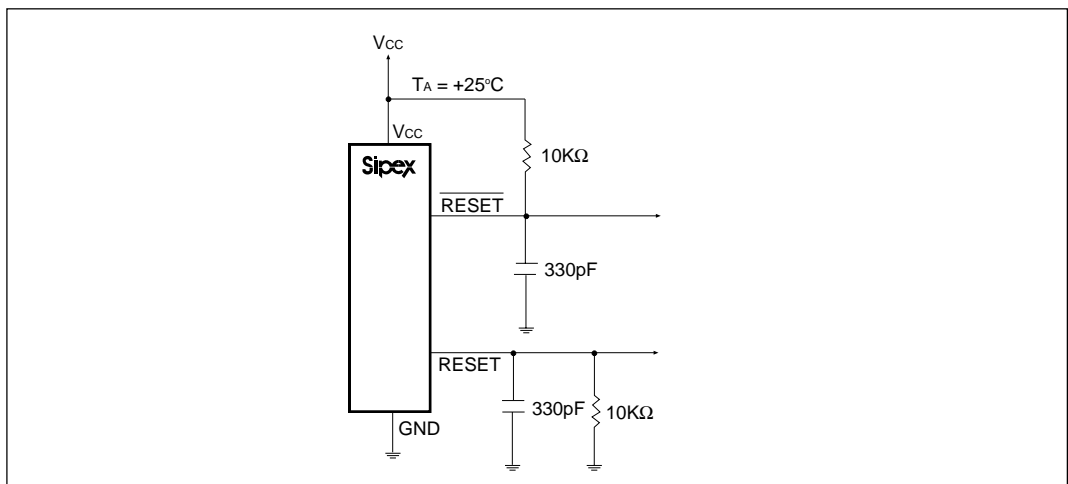 VCC
TA = +25°C
VCC
Sipex
10KΩ
RESET
330pF
RESET
330pF
10KΩ
GND